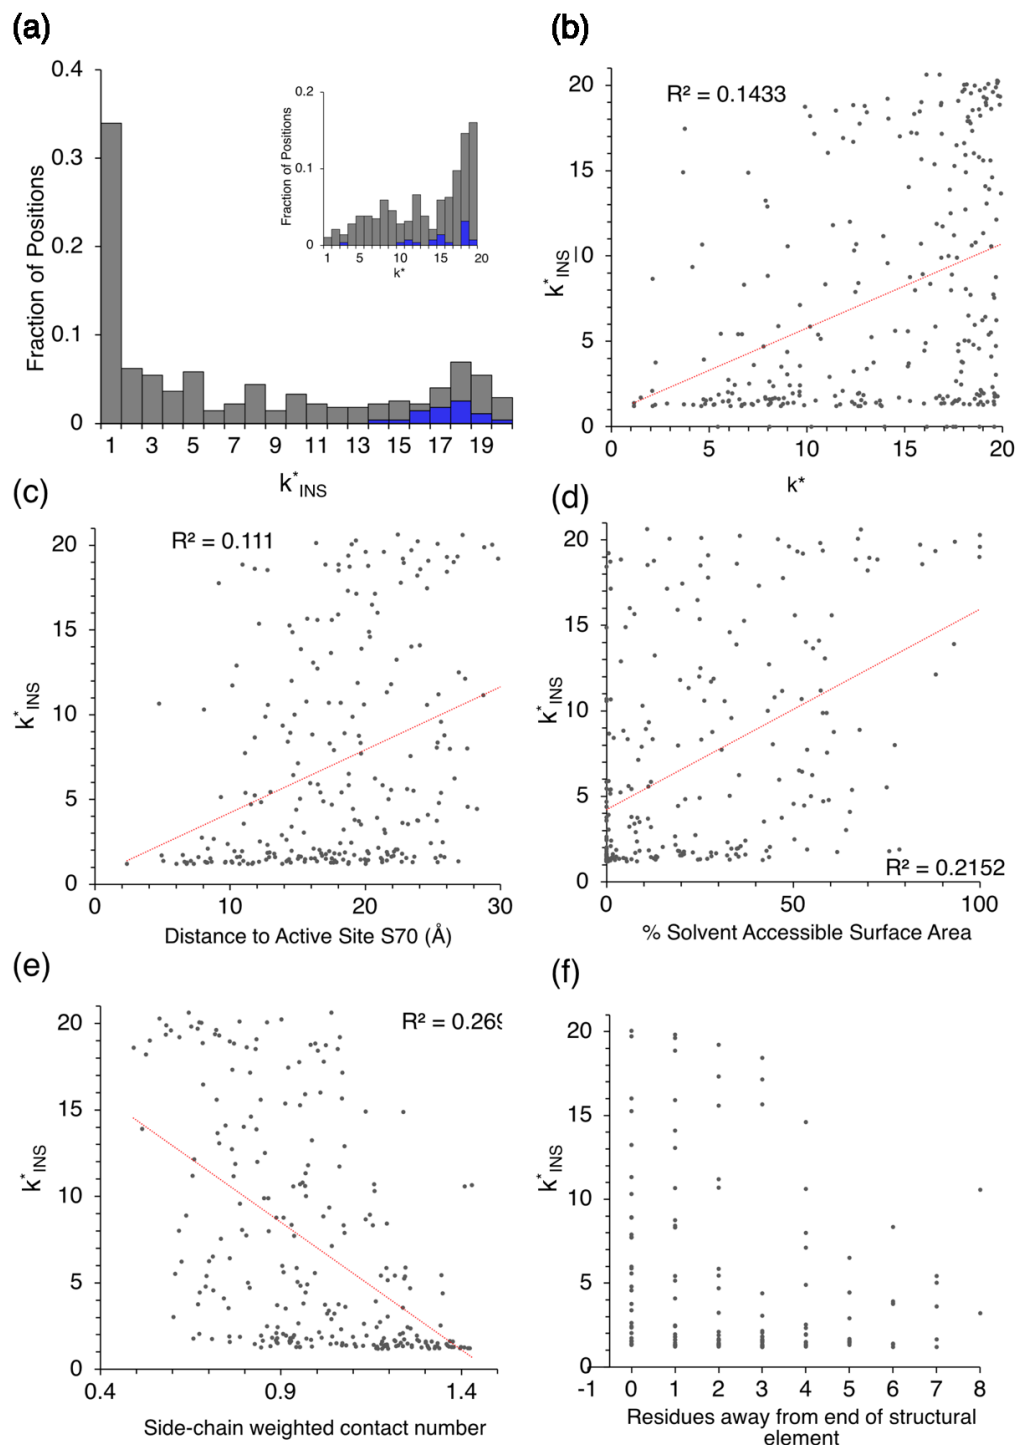 (a)
0.4
0.3
0.2
0.1
0
Fraction of Positions
1 3 5 7 9 11 13 15 17 19
k*INS
0.2
0.1
0
Fraction of Positions
1 5 10 15 20
k*
(b)
R² = 0.1433
20
15
10
5
0
k*INS
0 5 10 15 20
k*
(c)
R² = 0.111
20
15
10
5
0
k*INS
0 10 20 30
Distance to Active Site S70 (Å)
(d)
20
15
10
5
0
k*INS
R² = 0.2152
0 50 100
% Solvent Accessible Surface Area
(e)
R² = 0.269
20
15
10
5
0
k*INS
0.4 0.9 1.4
Side-chain weighted contact number
(f)
20
15
10
5
0
k*INS
-1 0 1 2 3 4 5 6 7 8
Residues away from end of structural
element